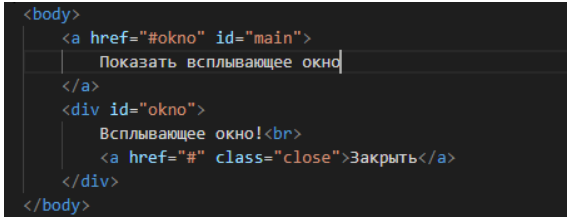 <body>
<a href="#okno" id="main">
Показать всплывающее окно
</a>
<div id="okno">
Всплывающее окно!<br>
<a href="#" class="close">Закрыть</a>
</div>
</body>